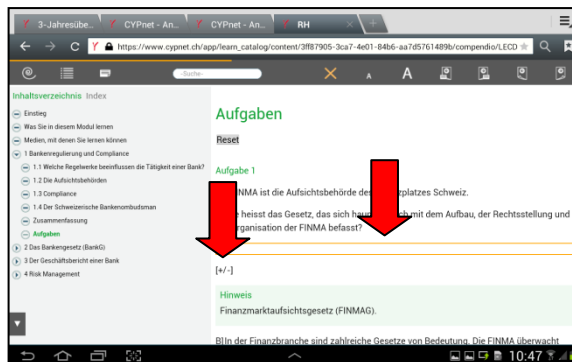 3-Jahresübe...
CYPnet - An...
CYPnet - An...
RH
https://www.cypnet.ch/app/learn_catalog/content/3ff87905-3ca7-4e01-84b6-aa7d5761489b/compendio/LECD
-Suche-
A
A
Inhaltsverzeichnis Index
Einstieg
Was Sie in diesem Modul lernen
Medien, mit denen Sie lernen können
1 Bankenregulierung und Compliance
1.1 Welche Regelwerke beeinflussen die Tätigkeit einer Bank?
1.2 Die Aufsichtsbehörden
1.3 Compliance
1.4 Der Schweizerische Bankenombudsman
Zusammenfassung
Aufgaben
2 Das Bankengesetz (BankG)
3 Der Geschäftsbericht einer Bank
4 Risk Management
Aufgaben
Reset
Aufgabe 1
NMA ist die Aufsichtsbehörde des zplatzes Schweiz.
e heisst das Gesetz, das sich hau ch mit dem Aufbau, der Rechtsstellung und
rganisation der FINMA befasst?
[+/-]
Hinweis
Finanzmarktaufsichtsgesetz (FINMAG).
B)In der Finanzbranche sind zahlreiche Gesetze von Bedeutung. Die FINMA überwacht
10:47